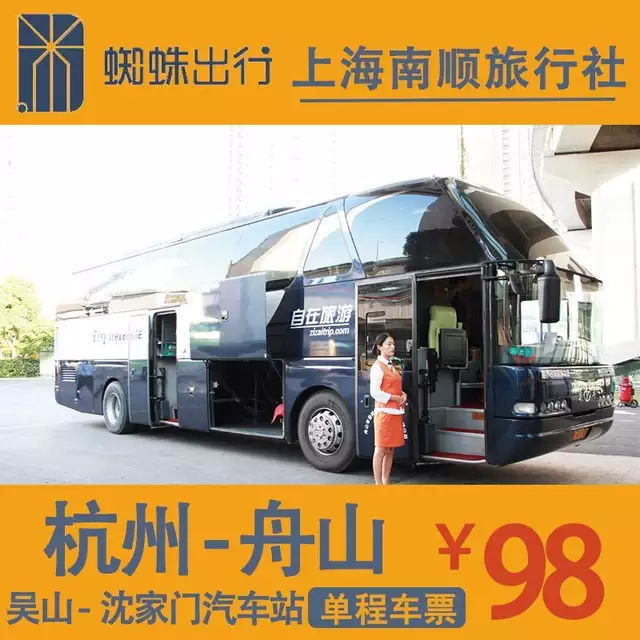 蜘蛛出行
上海南顺旅行社
自在旅游
zizaitrip.com
杭州-舟山
¥98
吴山-沈家门汽车站
单程车票